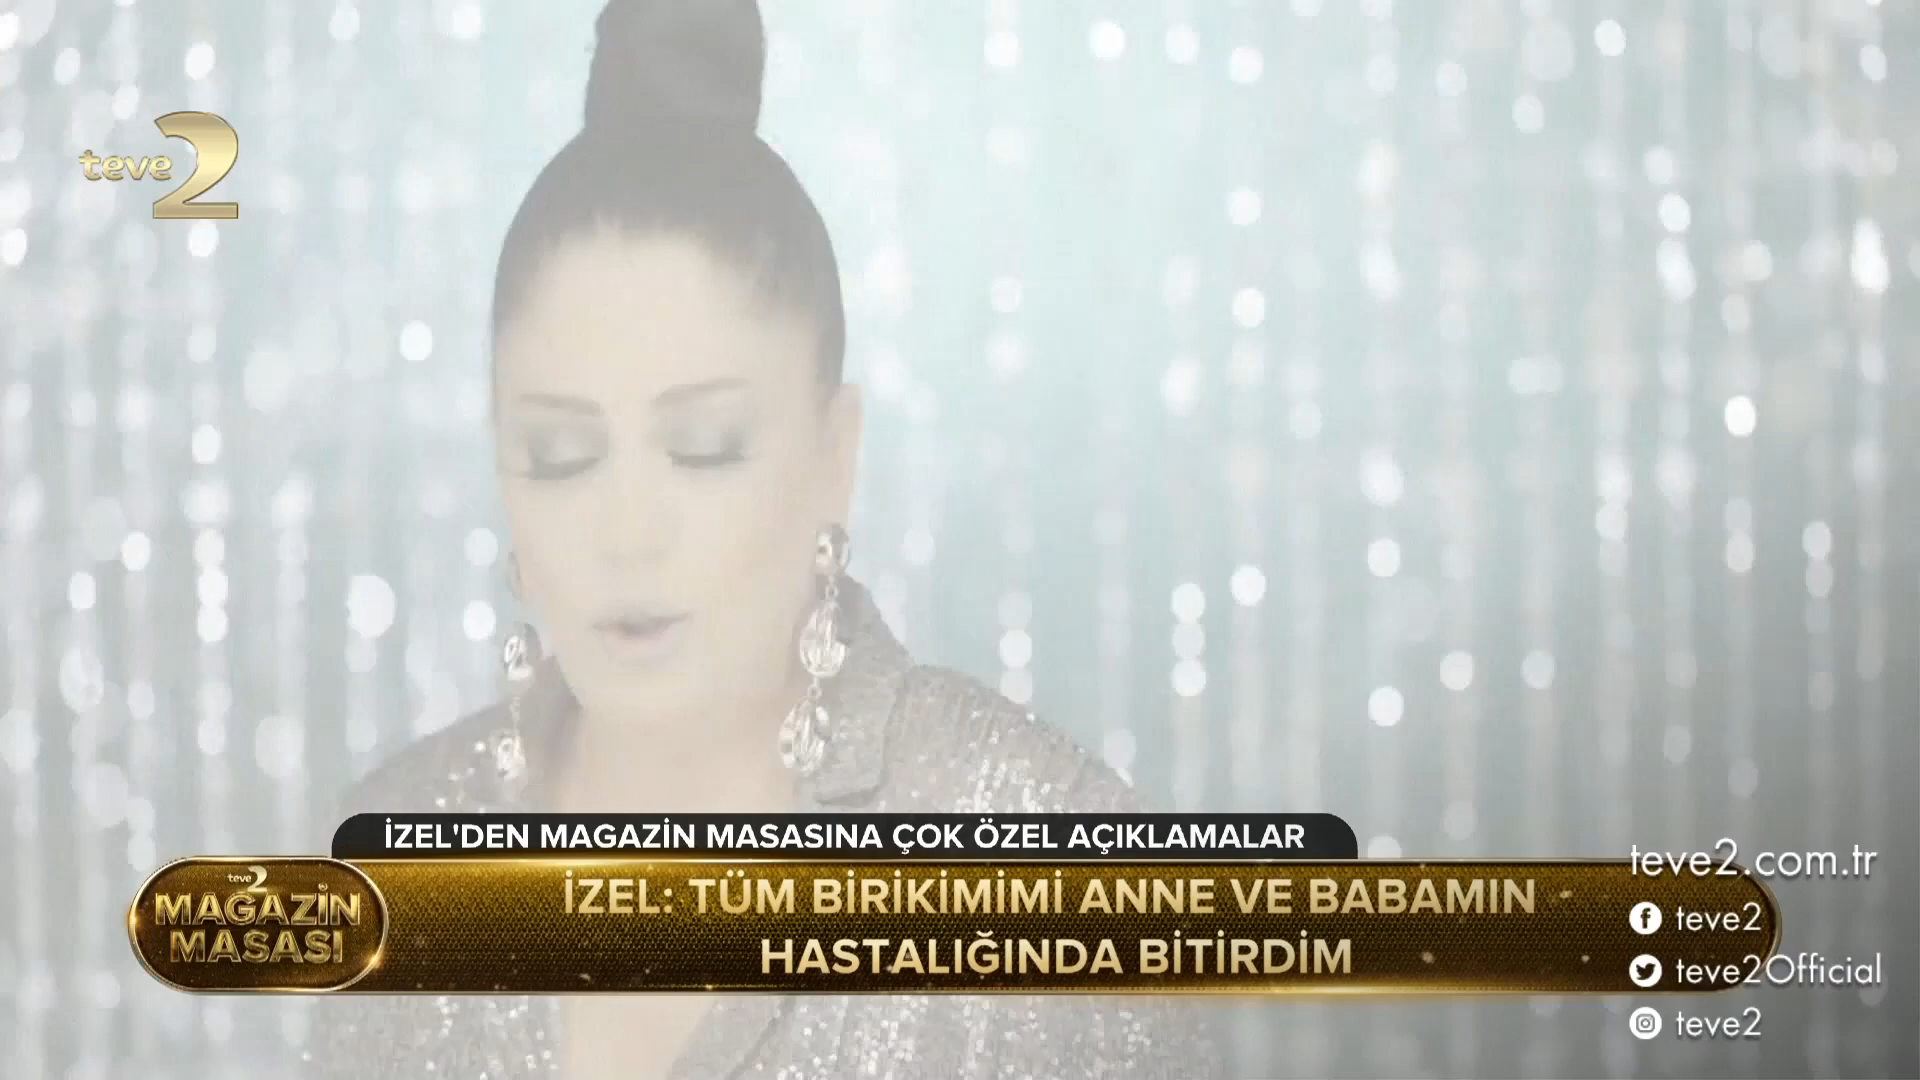 teve2
İZEL'DEN MAGAZİN MASASINA ÇOK ÖZEL AÇIKLAMALAR
teve2
MAGAZİN
MASASI
İZEL: TÜM BİRİKİMİMİ ANNE VE BABAMIN
HASTALIĞINDA BİTİRDİM
teve2.com.tr
teve2
teve2Official
teve2